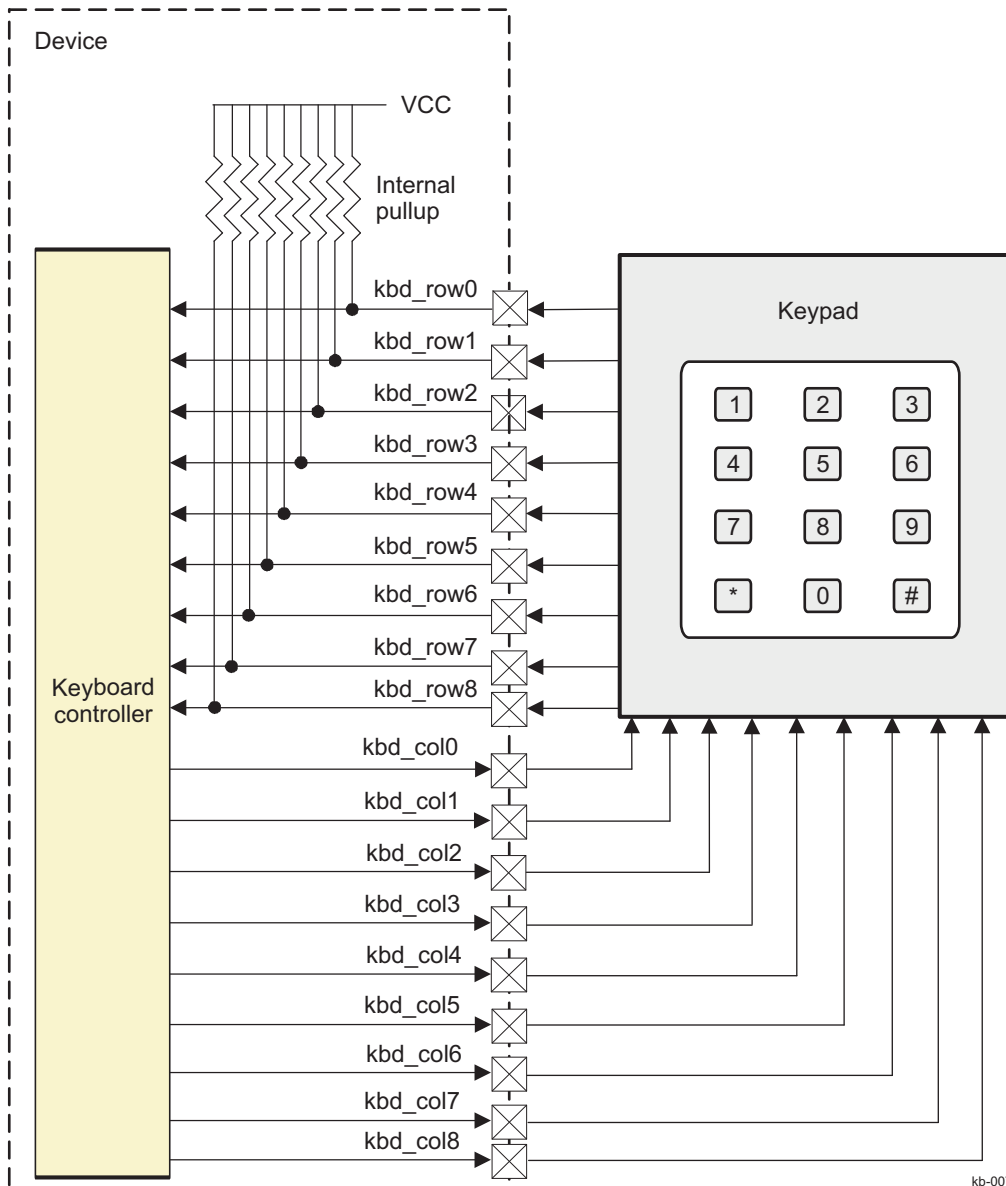 Device
VCC
Internal
pullup
kbd_row0
kbd_row1
kbd_row2
kbd_row3
kbd_row4
kbd_row5
kbd_row6
kbd_row7
kbd_row8
Keyboard
controller
kbd_col0
kbd_col1
kbd_col2
kbd_col3
kbd_col4
kbd_col5
kbd_col6
kbd_col7
kbd_col8
Keypad
1 2 3
4 5 6
7 8 9
* 0 #
kb-00